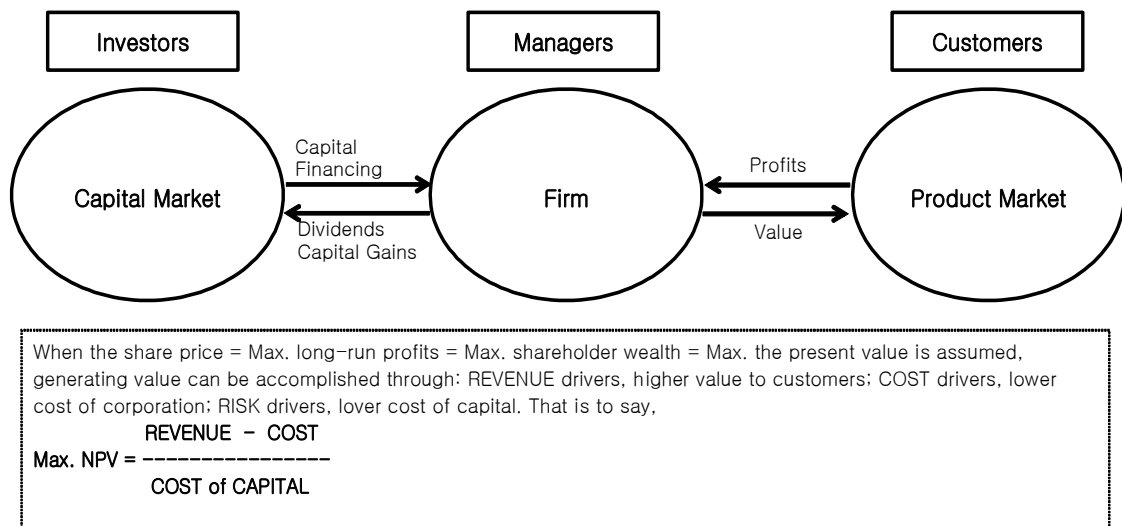 Investors
Managers
Customers
Capital Market
Capital
Financing
Dividends
Capital Gains
Firm
Profits
Value
Product Market
When the share price = Max. long-run profits = Max. shareholder wealth = Max. the present value is assumed,
generating value can be accomplished through: REVENUE drivers, higher value to customers; COST drivers, lower
cost of corporation; RISK drivers, lover cost of capital. That is to say,
REVENUE - COST
Max. NPV = ----------------
COST of CAPITAL